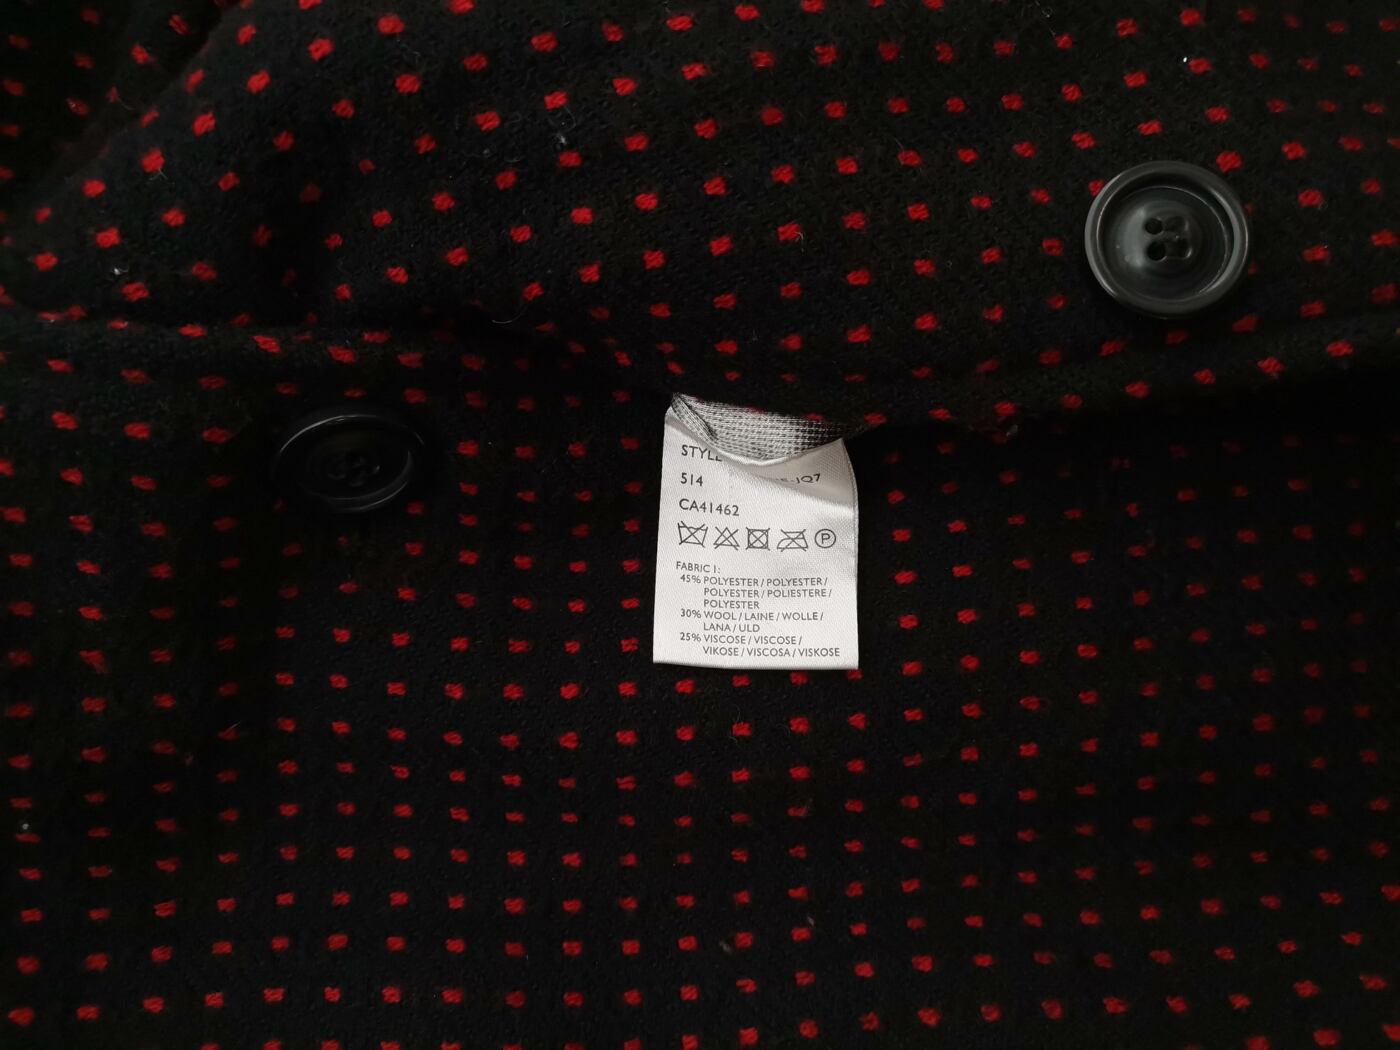 STYLE
514
CA41462
P
FABRIC 1:
45% POLYESTER / POLYESTER /
POLYESTER / POLIESTERE /
POLYESTER
30% WOOL / LAINE / WOLLE /
LANA / ULD
25% VISCOSE / VISCOSE /
VIKOSE / VISCOSA / VISKOSE